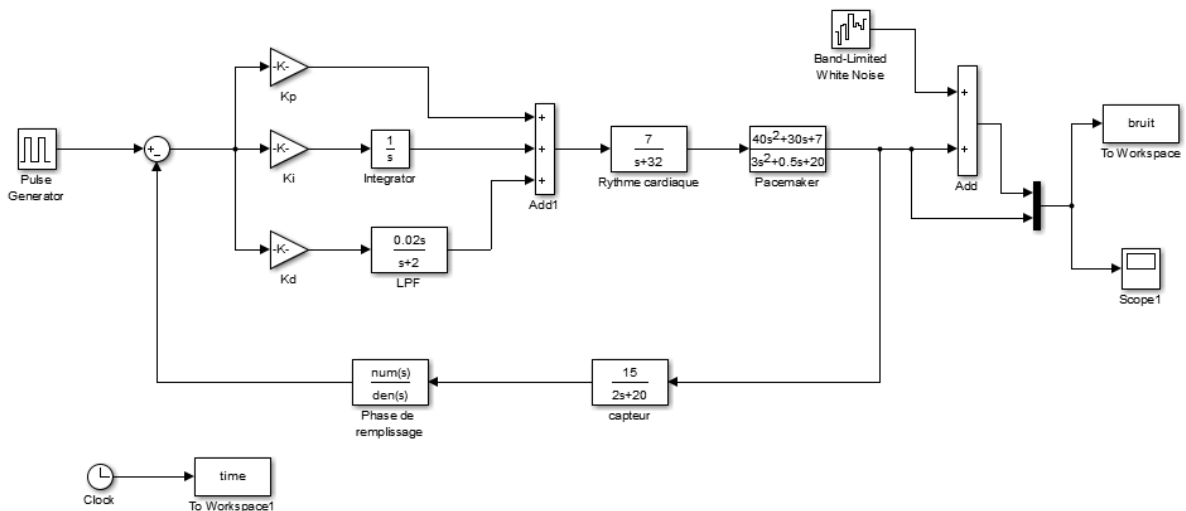 Band-Limited
White Noise
-K-
Kp
+
bruit
To Workspace
Pulse
Generator
+
-
-K-
Ki
1
s
Integrator
+
+
+
Add1
7
s+32
Rythme cardiaque
40s²+30s+7
3s²+0.5s+20
Pacemaker
+
Add
-K-
Kd
0.02s
s+2
LPF
Scope1
num(s)
den(s)
Phase de
remplissage
15
2s+20
capteur
Clock
time
To Workspace1